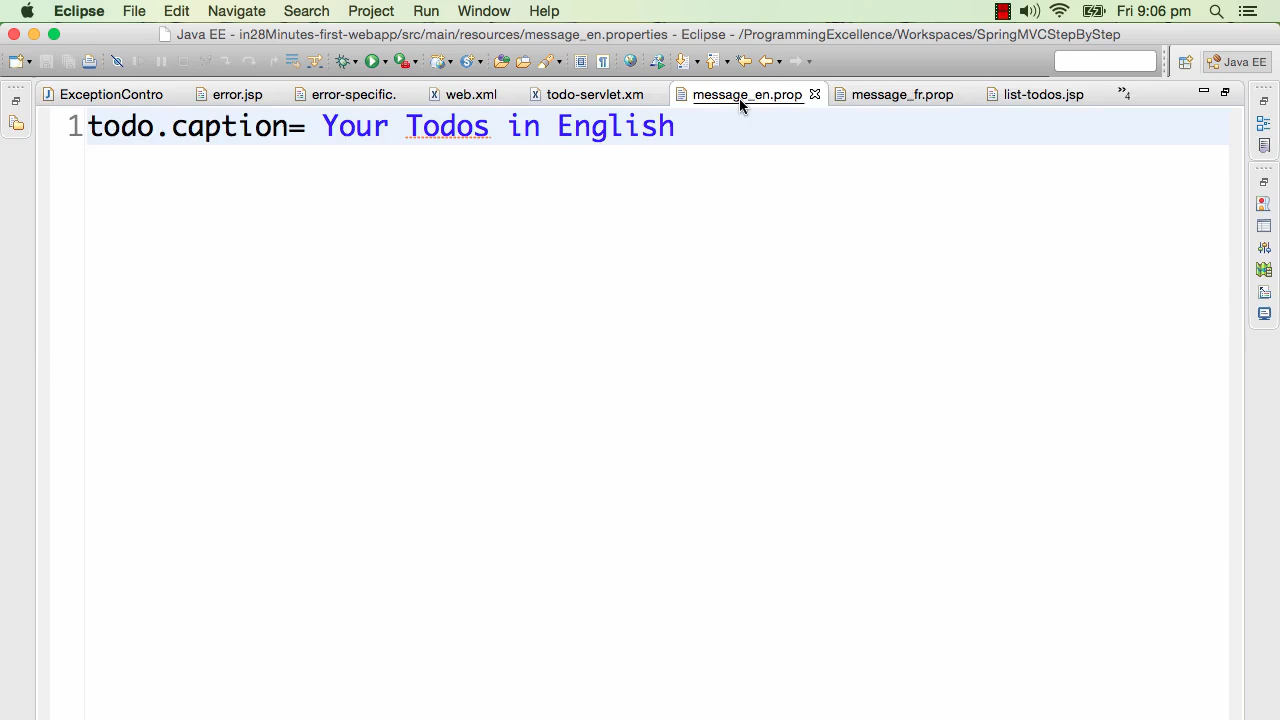 Eclipse File Edit Navigate Search Project Run Window Help Fri 9:06 pm
Java EE - in28Minutes-first-webapp/src/main/resources/message_en.properties - Eclipse - /ProgrammingExcellence/Workspaces/SpringMVCStepByStep
Java EE
ExceptionContro error.jsp error-specific. web.xml todo-servlet.xm message_en.prop message_fr.prop list-todos.jsp »4
1 todo.caption= Your Todos in English